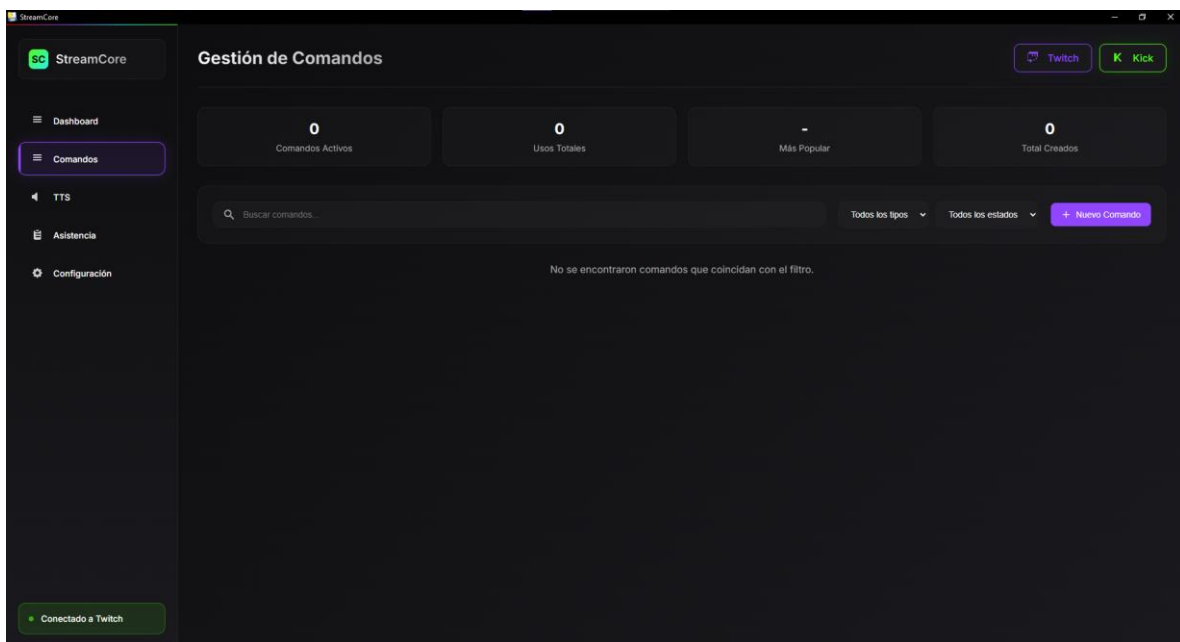 StreamCore
SC StreamCore
Dashboard
Comandos
TTS
Asistencia
Configuración
Conectado a Twitch
Gestión de Comandos
Twitch
K Kick
0
Comandos Activos
0
Usos Totales
-
Más Popular
0
Total Creados
Buscar comandos...
Todos los tipos
Todos los estados
+ Nuevo Comando
No se encontraron comandos que coincidan con el filtro.